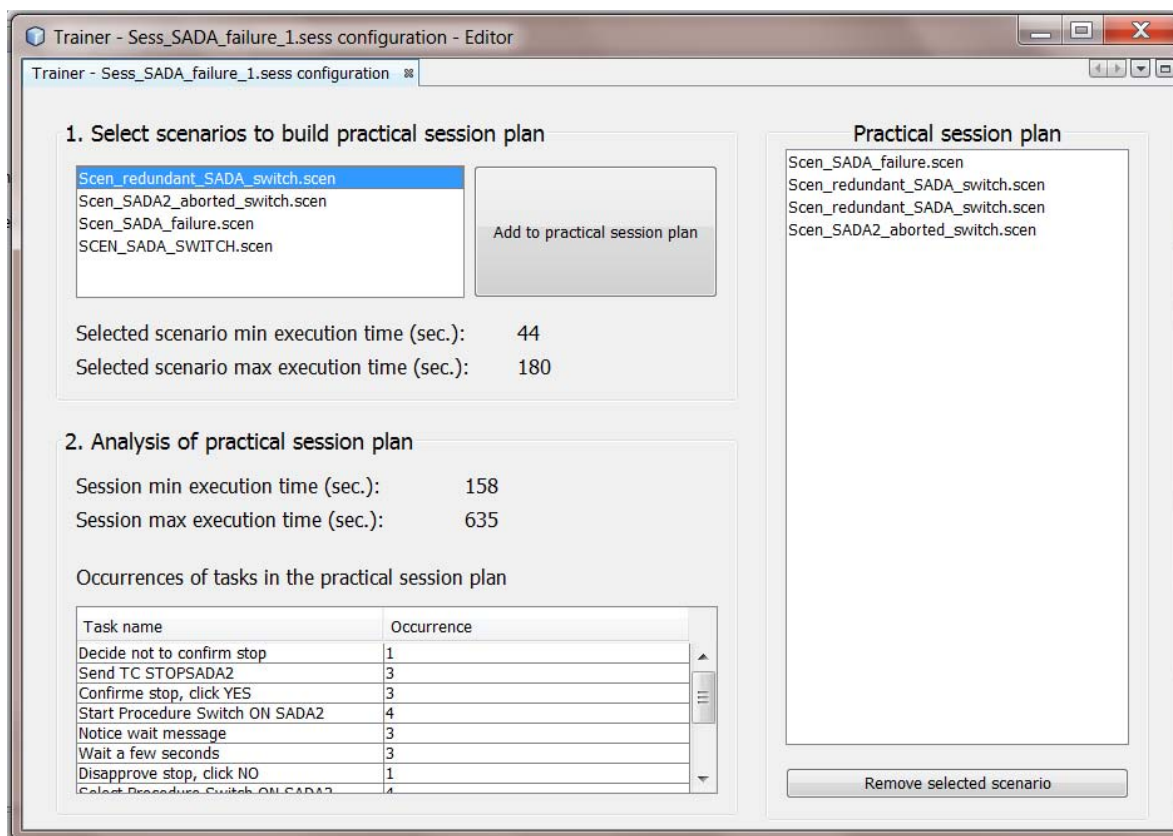 Trainer - Sess_SADA_failure_1.sess configuration - Editor
Trainer - Sess_SADA_failure_1.sess configuration
1. Select scenarios to build practical session plan
Scen_redundant_SADA_switch.scen
Scen_SADA2_aborted_switch.scen
Scen_SADA_failure.scen
SCEN_SADA_SWITCH.scen
Add to practical session plan
Selected scenario min execution time (sec.): 44
Selected scenario max execution time (sec.): 180
2. Analysis of practical session plan
Session min execution time (sec.): 158
Session max execution time (sec.): 635
Occurrences of tasks in the practical session plan
Task name Occurrence
Decide not to confirm stop 1
Send TC STOPSADA2 3
Confirme stop, click YES 3
Start Procedure Switch ON SADA2 4
Notice wait message 3
Wait a few seconds 3
Disapprove stop, click NO 1
Select Procedure Switch ON SADA2 4
Practical session plan
Scen_SADA_failure.scen
Scen_redundant_SADA_switch.scen
Scen_redundant_SADA_switch.scen
Scen_SADA2_aborted_switch.scen
Remove selected scenario